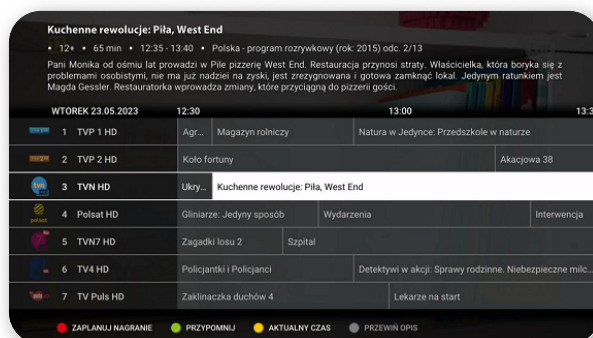 Kuchenne rewolucje: Piła, West End
• 12+ • 65 min • 12:35 - 13:40 • Polska - program rozrywkowy (rok: 2015) odc. 2/13
Pani Monika od ośmiu lat prowadzi w Pile pizzerię West End. Restauracja przynosi straty. Właścicielka, która boryka się z
problemami osobistymi, nie ma już nadziei na zyski, jest zrezygnowana i gotowa zamknąć lokal. Jedynym ratunkiem jest
Magda Gessler. Restauratorka wprowadza zmiany, które przyciągną do pizzerii gości.
WTOREK 23.05.2023 12:30 13:00 13:3
1 TVP 1 HD Agr... Magazyn rolniczy Natura w Jedynce: Przedszkole w naturze
2 TVP 2 HD Koło fortuny Akacjowa 38
tvn 3 TVN HD Ukry... Kuchenne rewolucje: Piła, West End
polsat 4 Polsat HD Gliniarze: Jedyny sposób Wydarzenia Interwencja
5 TVN7 HD Zagadki losu 2 Szpital
6 TV4 HD Policjantki i Policjanci Detektywi w akcji: Sprawy rodzinne. Niebezpieczne milc...
7 TV Puls HD Zaklinaczka duchów 4 Lekarze na start
ZAPLANUJ NAGRANIE PRZYPOMNIJ AKTUALNY CZAS PRZEWIŃ OPIS